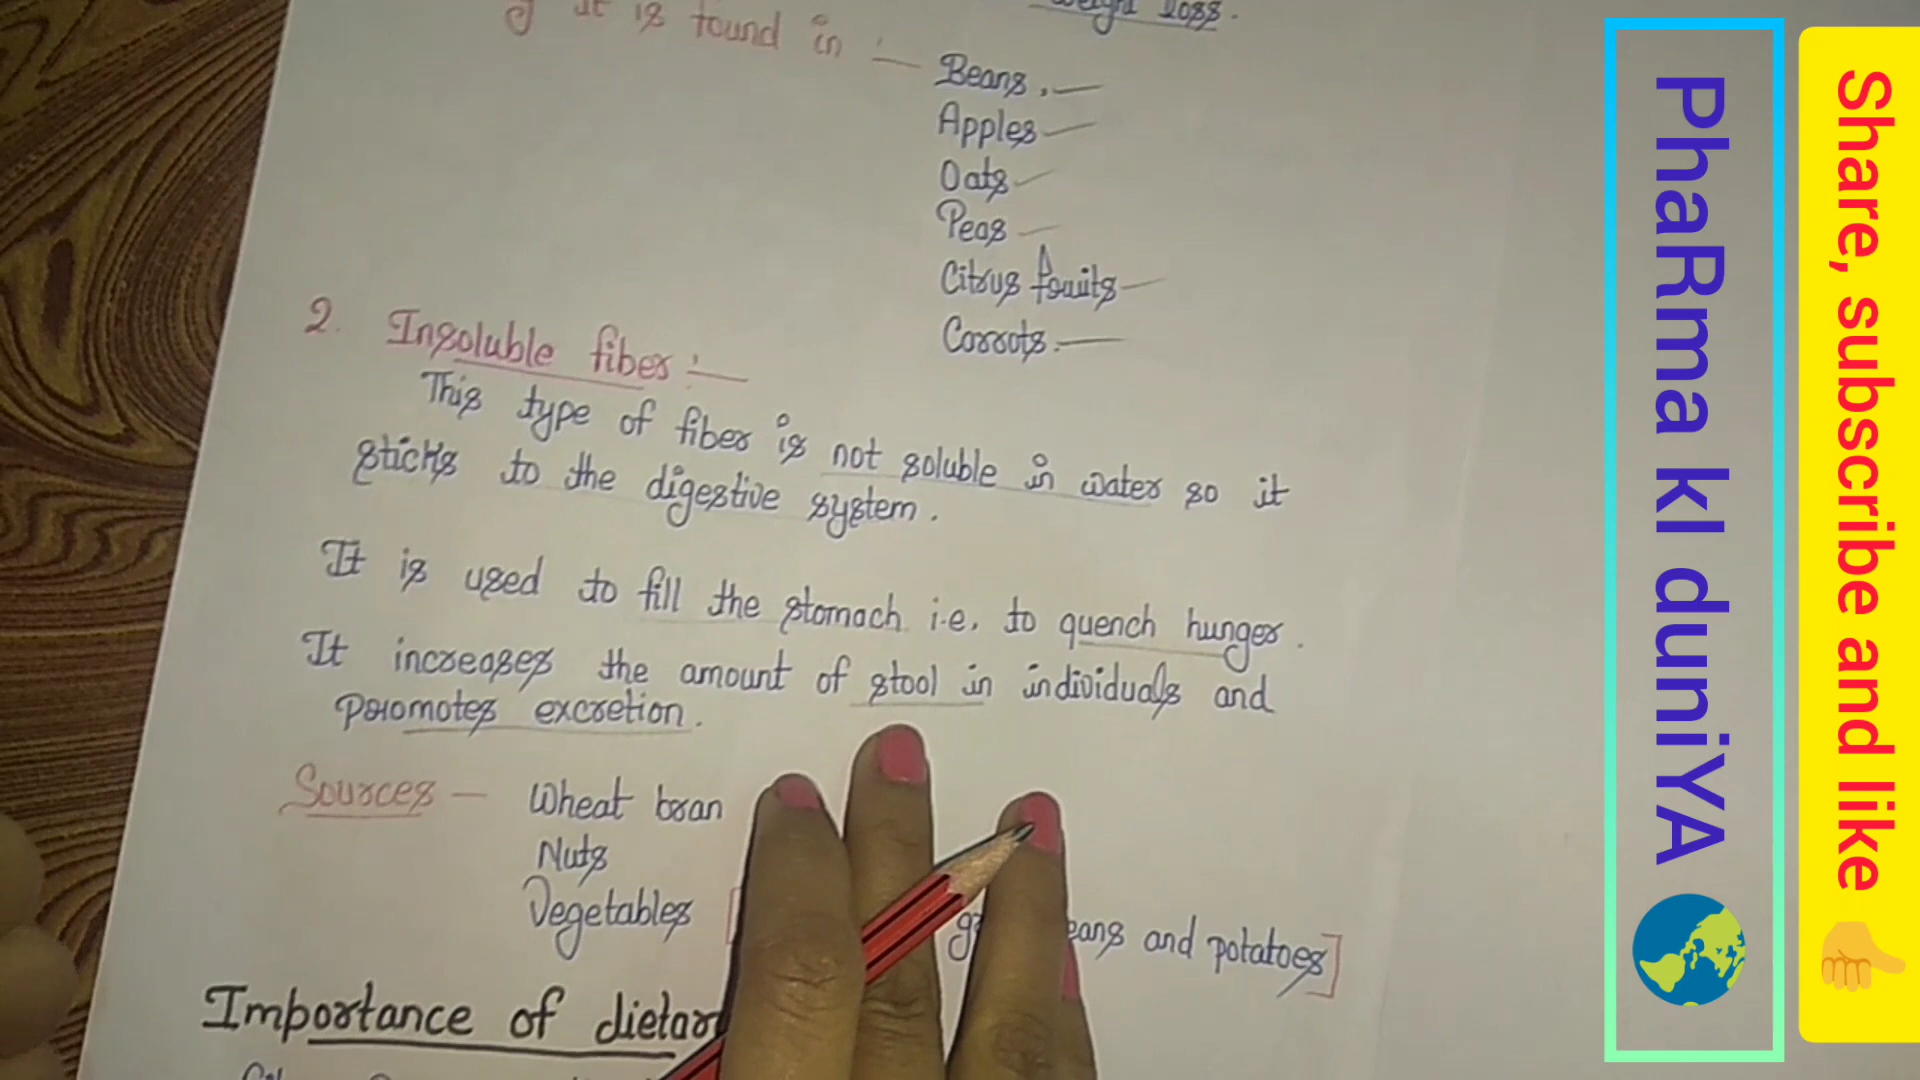 weight loss.
it is found in :- Beans.
Apples
Oats
Peas
Citrus fruits
Carrots.
2. Insoluble fiber :-
This type of fiber is not soluble in water so it
sticks to the digestive system.
It is used to fill the stomach i.e. to quench hunger.
It increases the amount of stool in individuals and
promotes excretion.
Sources - Wheat bran
Nuts
Vegetables [ and potatoes]
Importance of
PhaRma kI duniYA
Share, subscribe and like